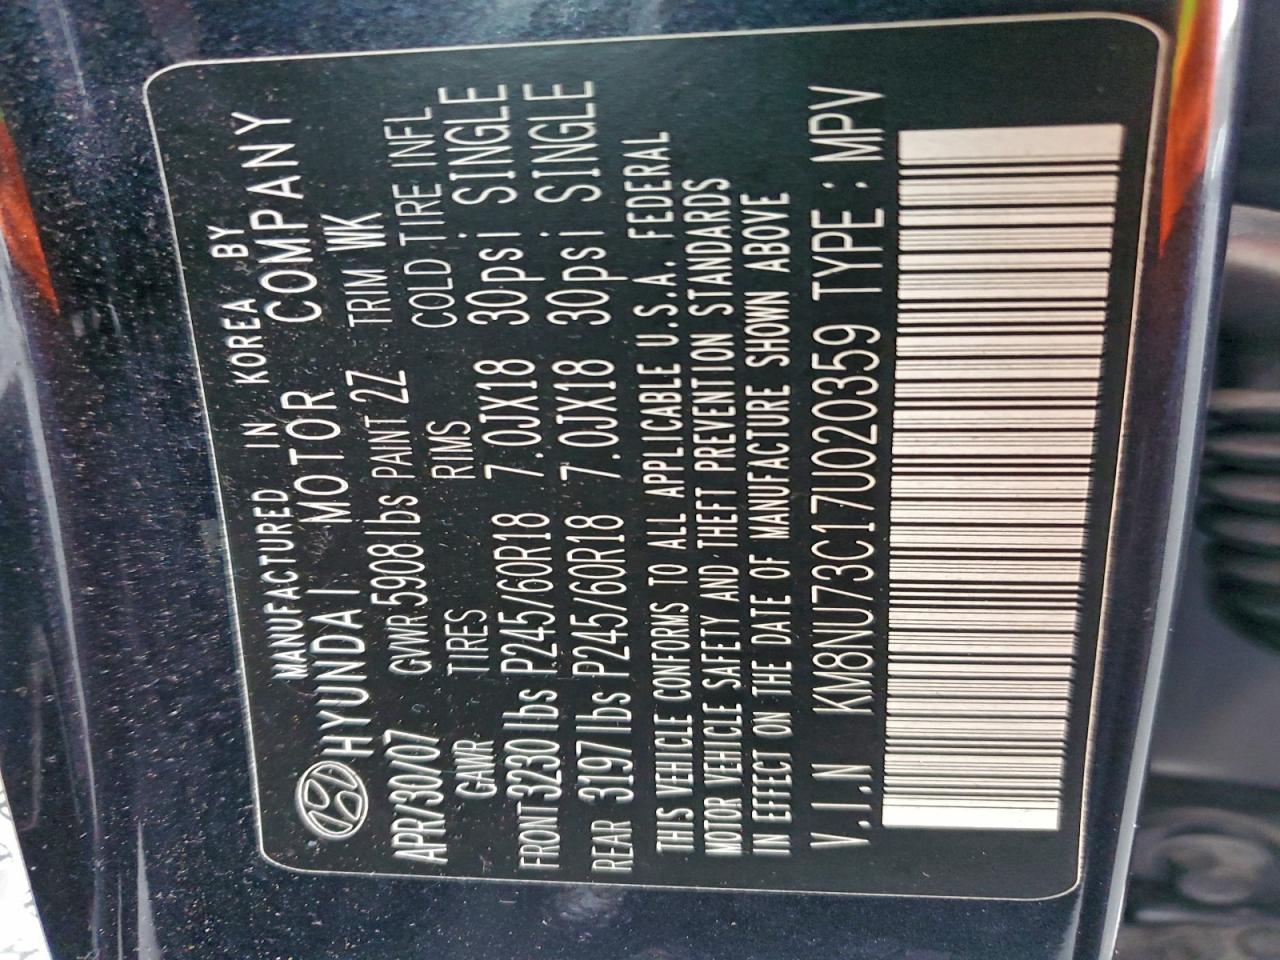 MANUFACTURED IN KOREA BY
HYUNDAI MOTOR COMPANY
APR/30/07 GVWR 5908 lbs PAINT 2Z TRIM WK
GAWR TIRES RIMS COLD TIRE INFL
FRONT 3230 lbs P245/60R18 7.0JX18 30psi SINGLE
REAR 3197 lbs P245/60R18 7.0JX18 30psi SINGLE
THIS VEHICLE CONFORMS TO ALL APPLICABLE U.S.A. FEDERAL
MOTOR VEHICLE SAFETY AND THEFT PREVENTION STANDARDS
IN EFFECT ON THE DATE OF MANUFACTURE SHOWN ABOVE
V.I.N KM8NU73C17U020359 TYPE : MPV